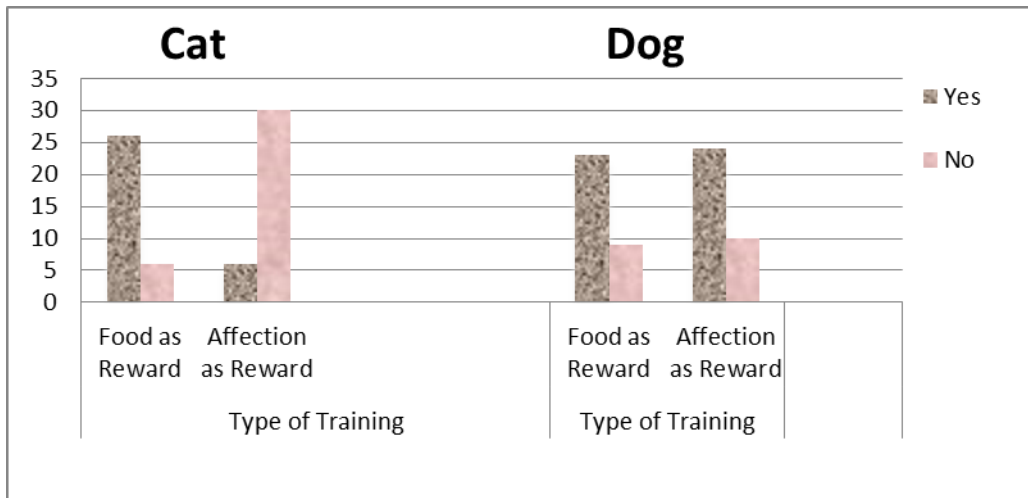 Cat
Dog
35
30
25
20
15
10
5
0
Yes
No
Food as
Reward
Affection
as Reward
Food as
Reward
Affection
as Reward
Type of Training
Type of Training